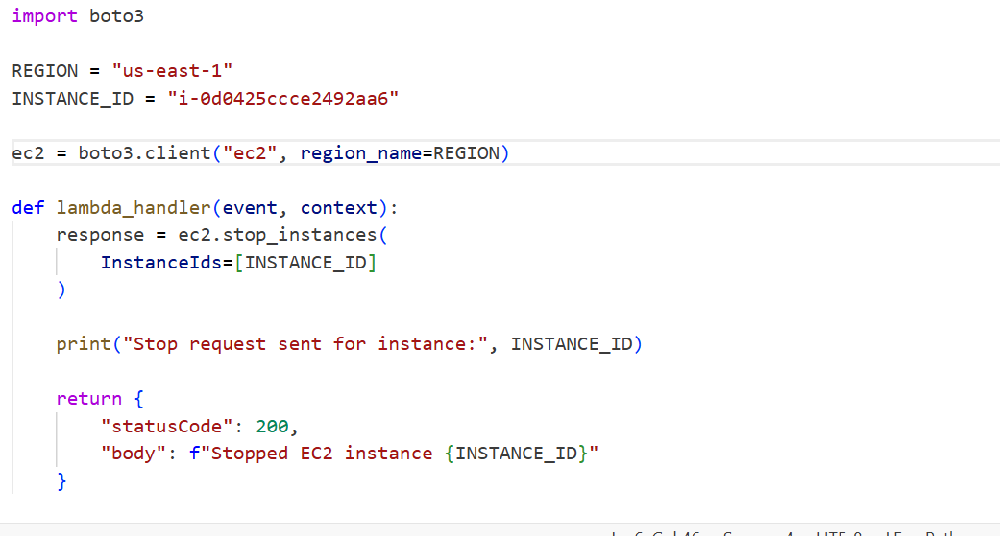 import boto3
REGION = "us-east-1"
INSTANCE_ID = "i-0d0425ccce2492aa6"
ec2 = boto3.client("ec2", region_name=REGION)
def lambda_handler(event, context):
    response = ec2.stop_instances(
        InstanceIds=[INSTANCE_ID]
    )
    print("Stop request sent for instance:", INSTANCE_ID)
    return {
        "statusCode": 200,
        "body": f"Stopped EC2 instance {INSTANCE_ID}"
    }